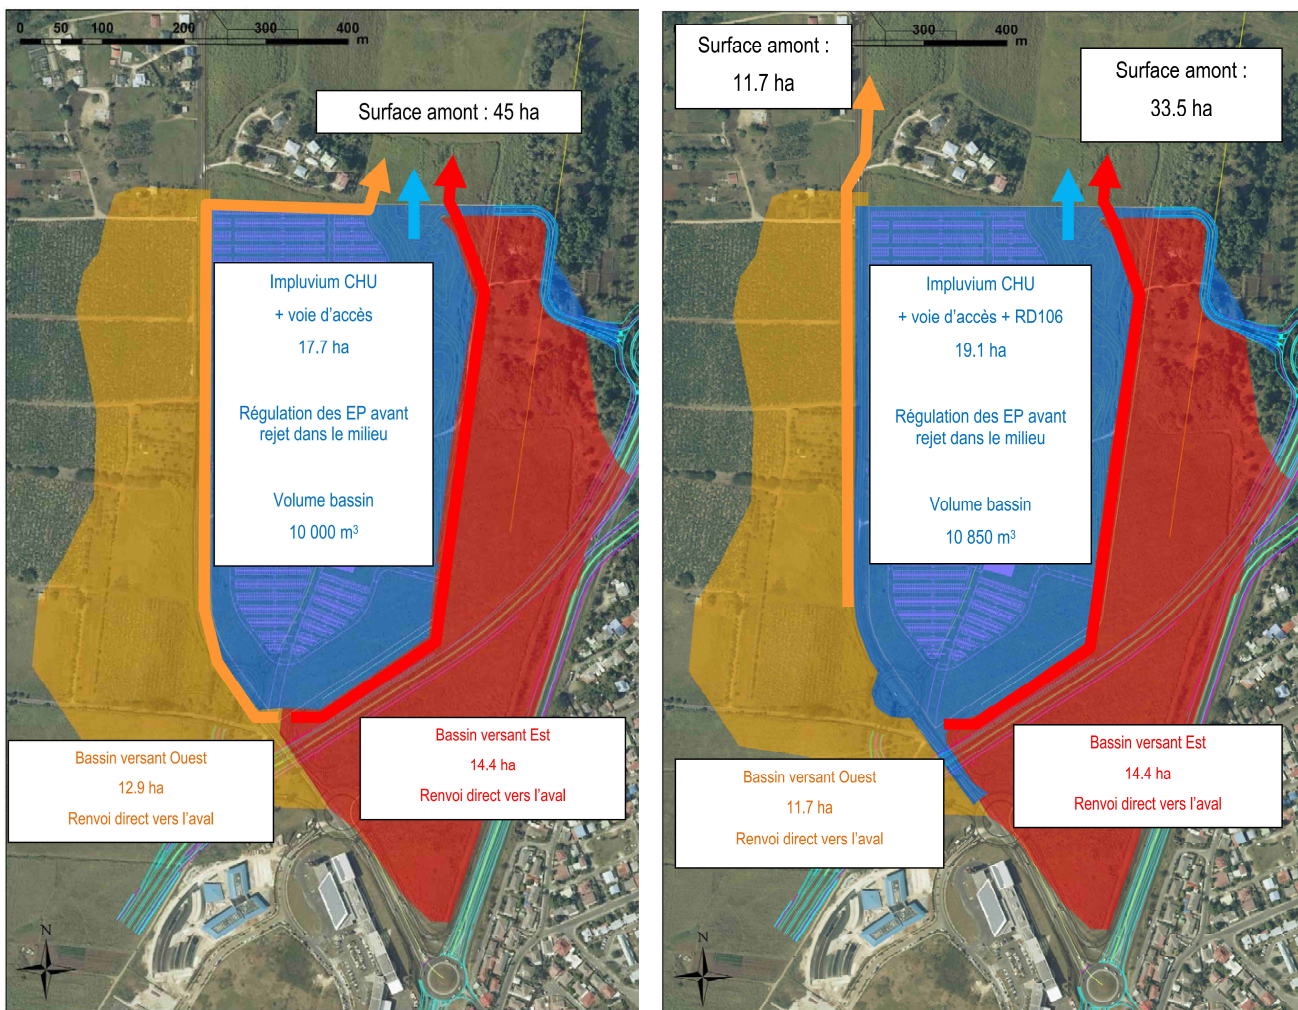 0 50 100 200 300 400
m
Surface amont : 45 ha
Impluvium CHU
+ voie d'accès
17.7 ha
Régulation des EP avant
rejet dans le milieu
Volume bassin
10 000 m³
Bassin versant Ouest
12.9 ha
Renvoi direct vers l'aval
Bassin versant Est
14.4 ha
Renvoi direct vers l'aval
N
Surface amont :
11.7 ha
300 400
m
Surface amont :
33.5 ha
Impluvium CHU
+ voie d'accès + RD106
19.1 ha
Régulation des EP avant
rejet dans le milieu
Volume bassin
10 850 m³
Bassin versant Ouest
11.7 ha
Renvoi direct vers l'aval
Bassin versant Est
14.4 ha
Renvoi direct vers l'aval
N